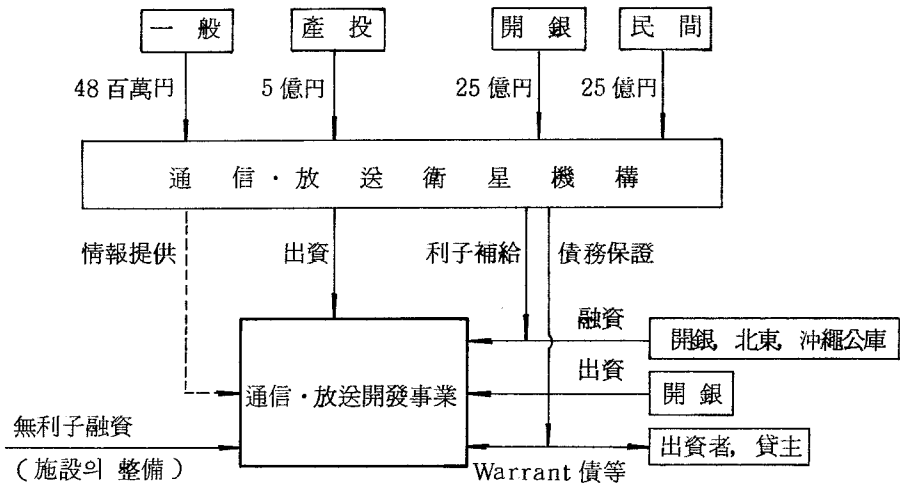 一 般
產 投
開 銀
民 間
48 百萬円
5 億円
25 億円
25 億円
通 信 · 放 送 衛 星 機 構
情報提供
出資
利子補給
債務保證
融資
開銀, 北東, 沖繩公庫
出資
開 銀
通信 · 放送開發事業
無利子融資
( 施設의 整備 )
出資者, 貸主
Warrant 債等